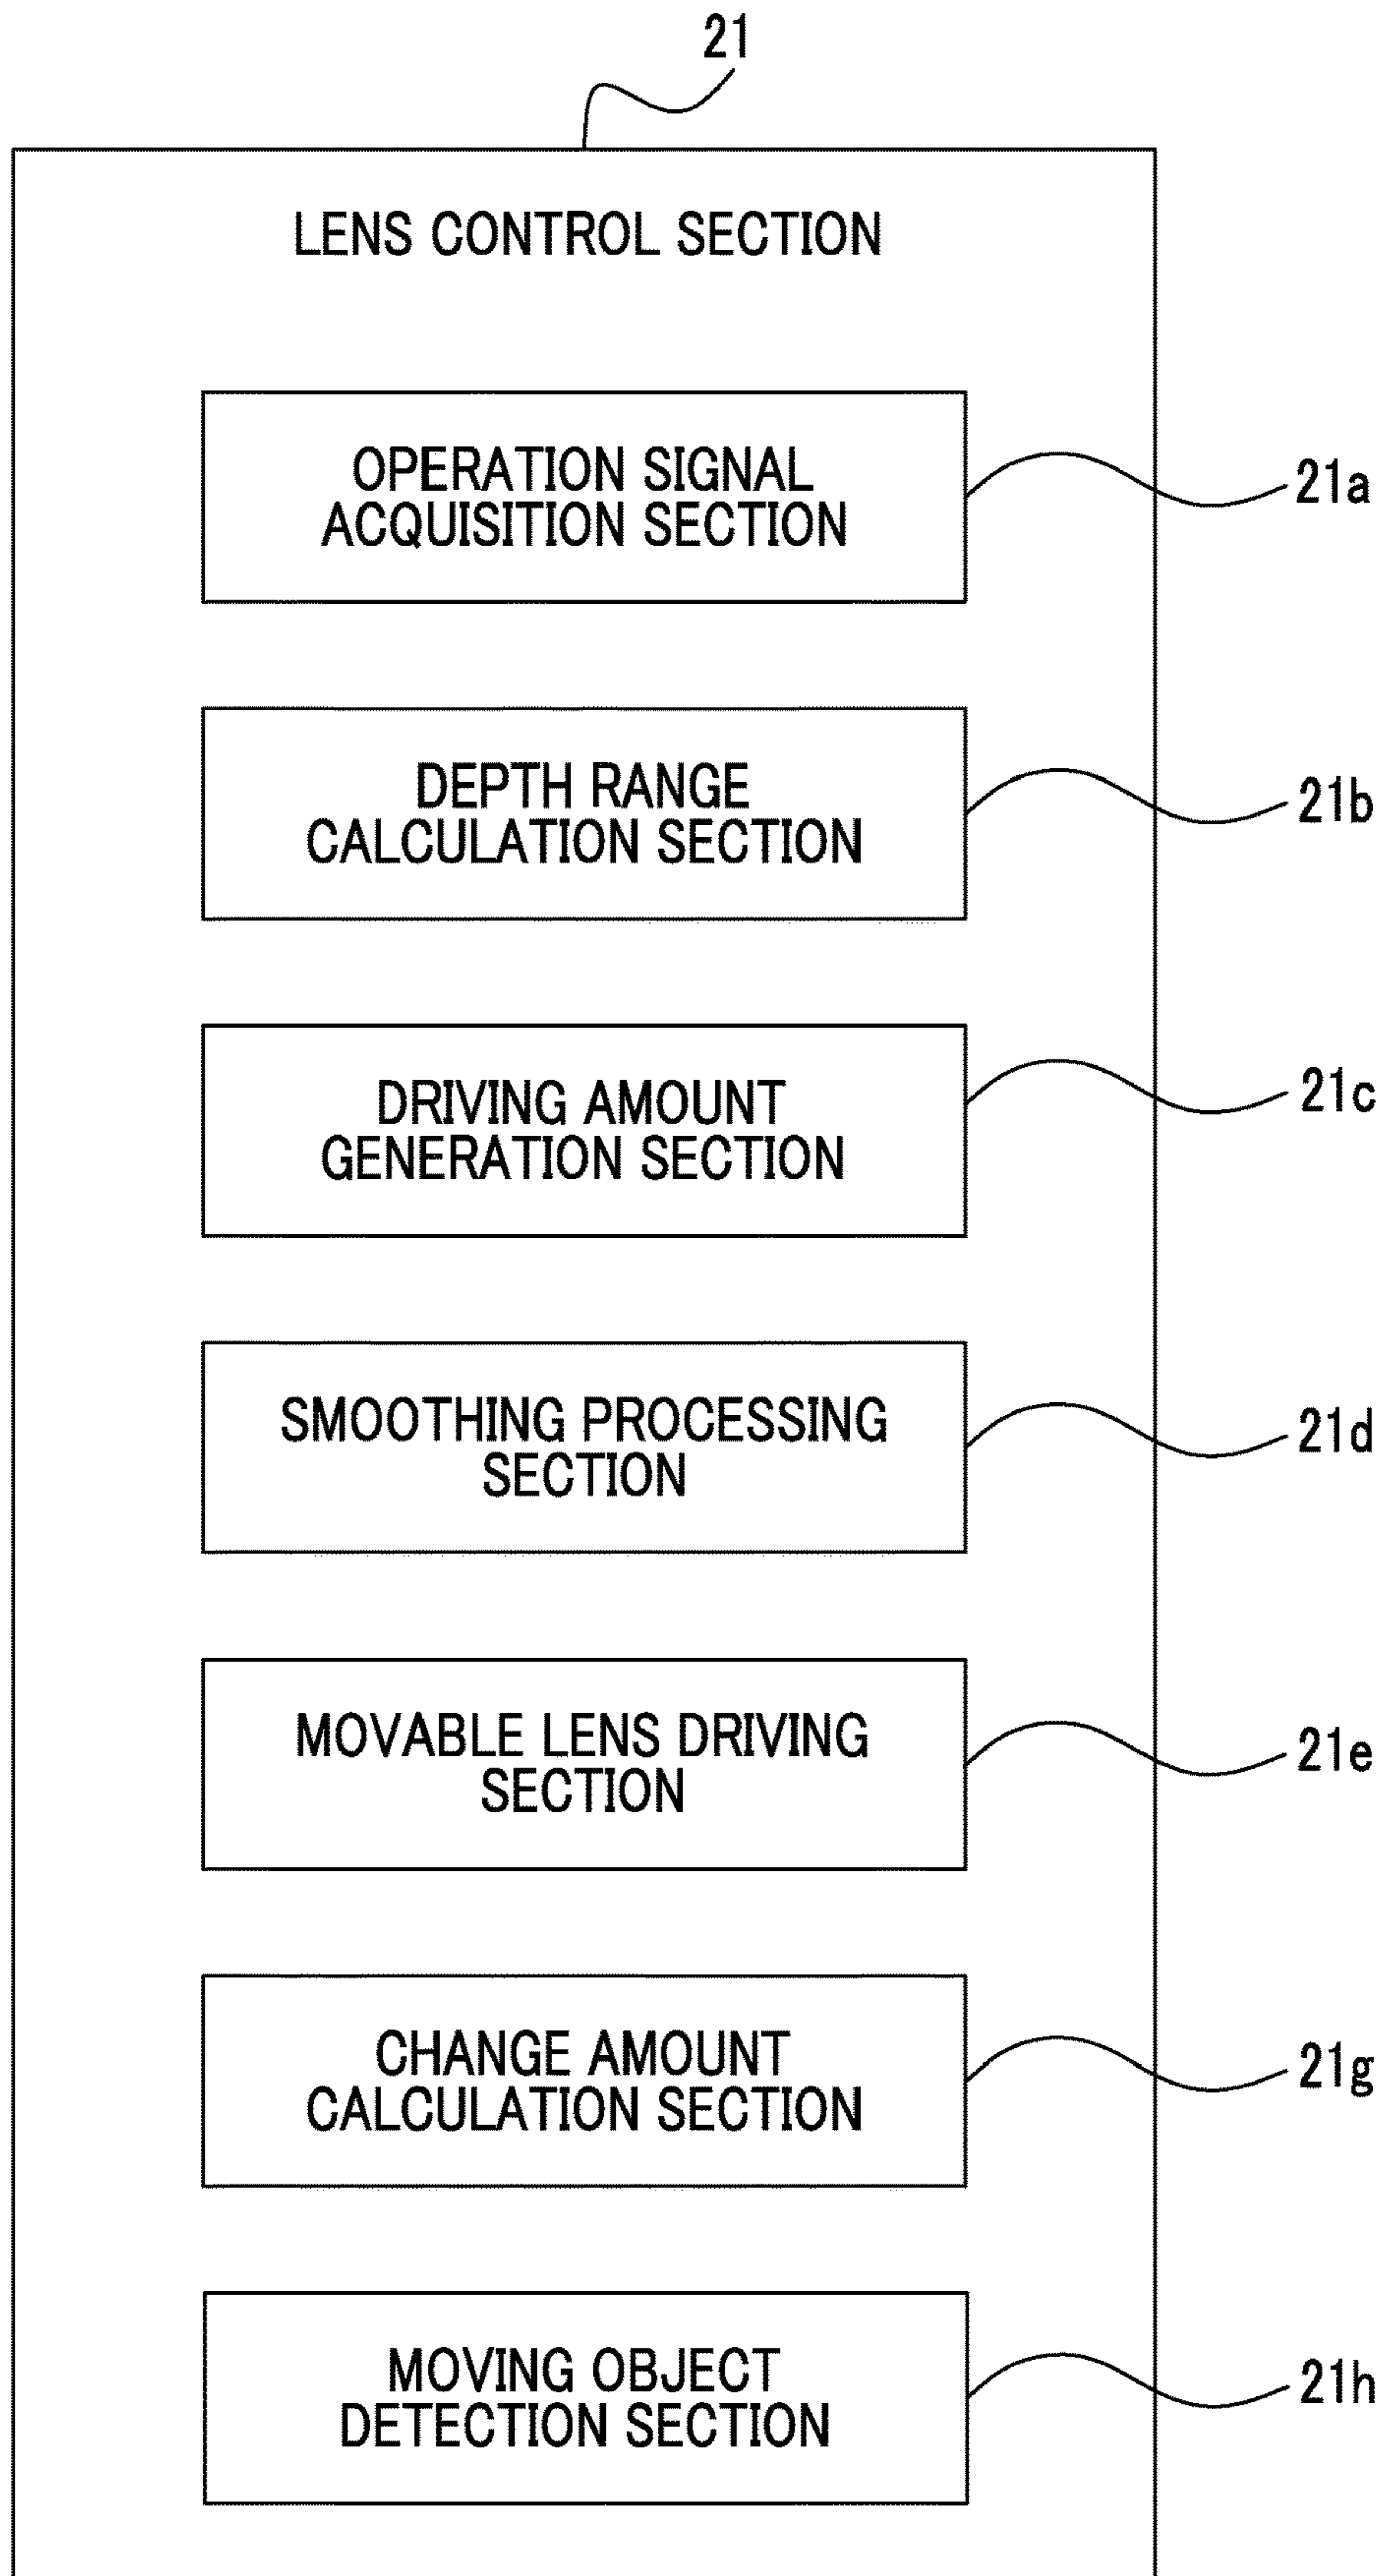 21
LENS CONTROL SECTION
OPERATION SIGNAL
ACQUISITION SECTION
21a
DEPTH RANGE
CALCULATION SECTION
21b
DRIVING AMOUNT
GENERATION SECTION
21c
SMOOTHING PROCESSING
SECTION
21d
MOVABLE LENS DRIVING
SECTION
21e
CHANGE AMOUNT
CALCULATION SECTION
21g
MOVING OBJECT
DETECTION SECTION
21h